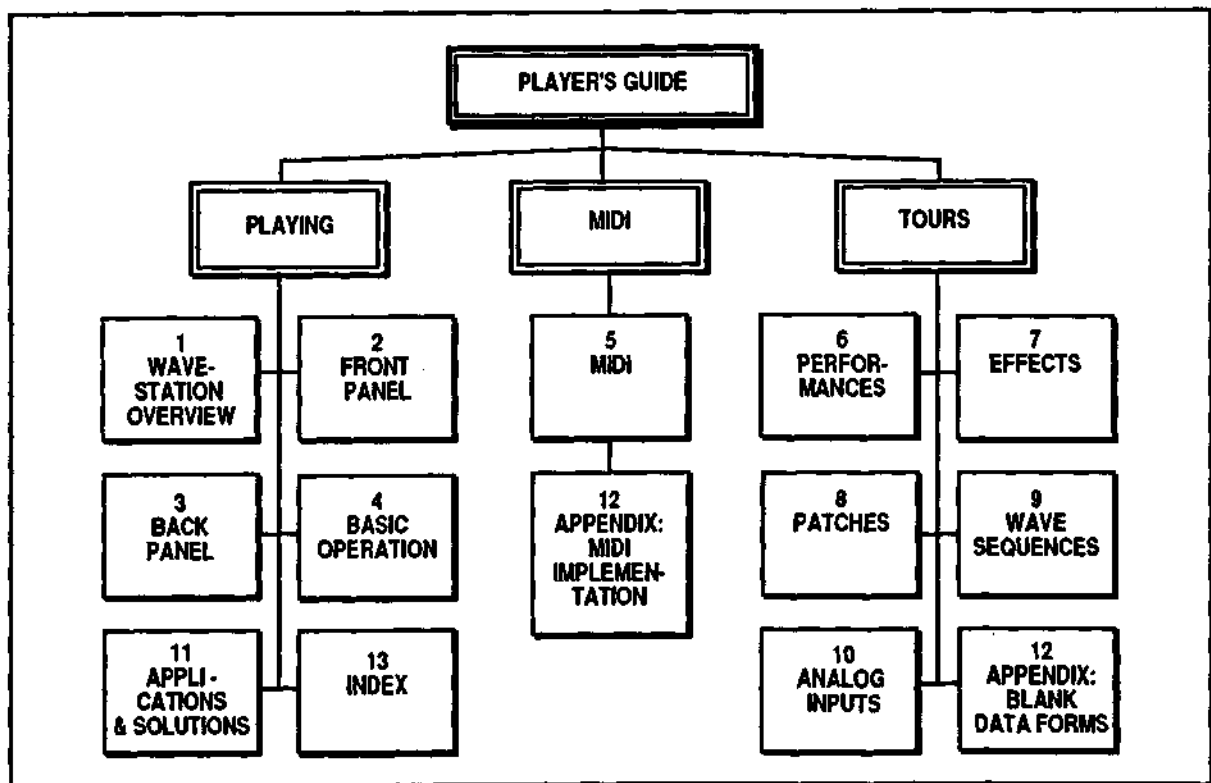 PLAYER'S GUIDE
PLAYING
MIDI
TOURS
1
WAVE-
STATION
OVERVIEW
2
FRONT
PANEL
5
MIDI
6
PERFOR-
MANCES
7
EFFECTS
3
BACK
PANEL
4
BASIC
OPERATION
12
APPENDIX:
MIDI
IMPLEMEN-
TATION
8
PATCHES
9
WAVE
SEQUENCES
11
APPLI-
CATIONS
& SOLUTIONS
13
INDEX
10
ANALOG
INPUTS
12
APPENDIX:
BLANK
DATA FORMS